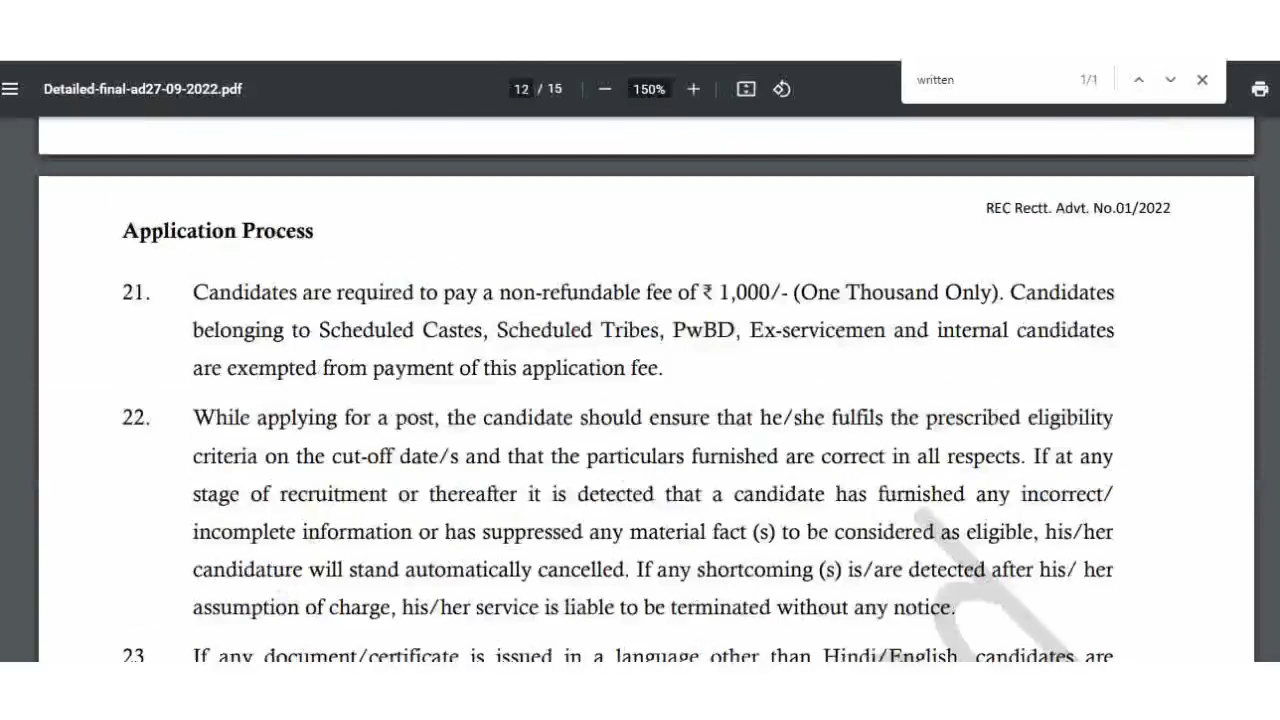 Detailed-final-ad27-09-2022.pdf
12 / 15
150%
written
1/1
REC Rectt. Advt. No.01/2022
Application Process
21. Candidates are required to pay a non-refundable fee of ₹ 1,000/- (One Thousand Only). Candidates
belonging to Scheduled Castes, Scheduled Tribes, PwBD, Ex-servicemen and internal candidates
are exempted from payment of this application fee.
22. While applying for a post, the candidate should ensure that he/she fulfils the prescribed eligibility
criteria on the cut-off date/s and that the particulars furnished are correct in all respects. If at any
stage of recruitment or thereafter it is detected that a candidate has furnished any incorrect/
incomplete information or has suppressed any material fact (s) to be considered as eligible, his/her
candidature will stand automatically cancelled. If any shortcoming (s) is/are detected after his/ her
assumption of charge, his/her service is liable to be terminated without any notice.
23 If any document/certificate is issued in a language other than Hindi/English, candidates are